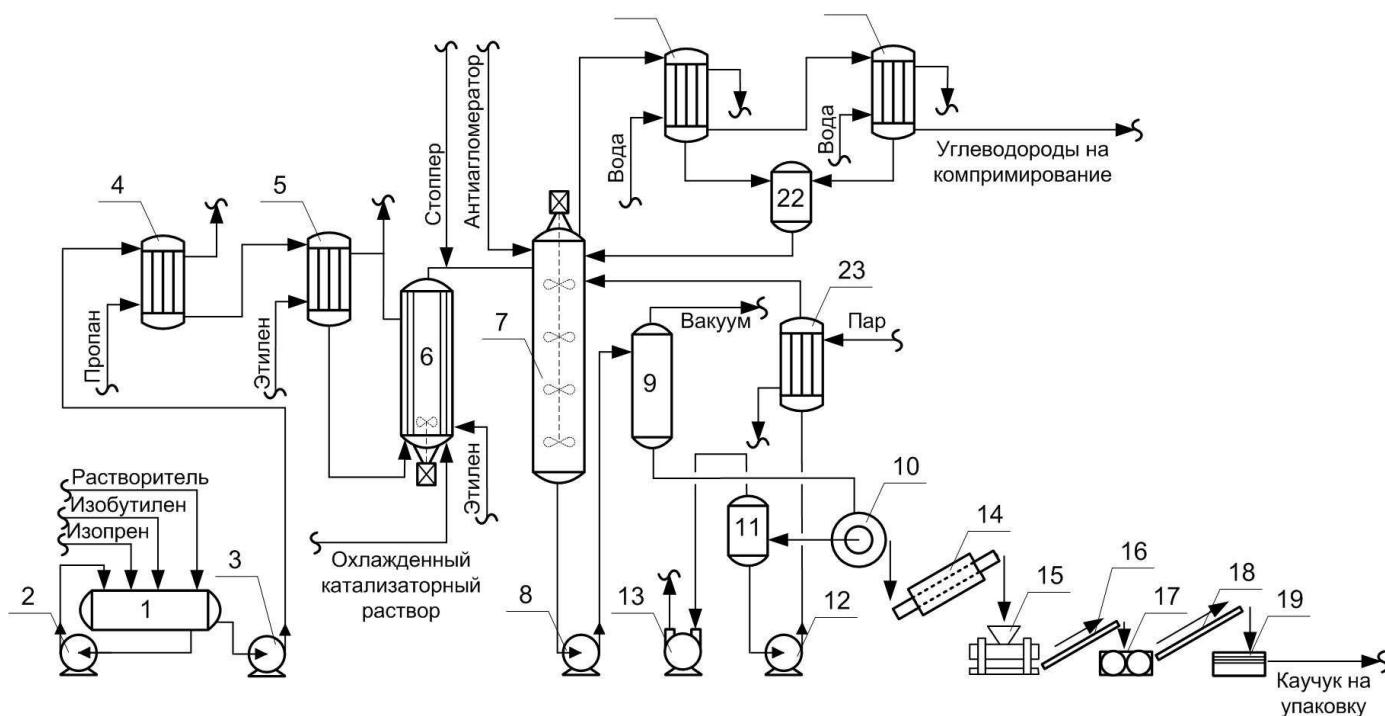 Стоппер
Антиагломератор
Вода
Вода
Углеводороды на
компримирование
22
4
5
Пропан
Этилен
6
7
Вакуум
9
23
Пар
Этилен
Растворитель
Изобутилен
Изопрен
1
2
3
Охлажденный
катализаторный
раствор
8
10
11
12
13
14
15
16
17
18
19
Каучук на
упаковку